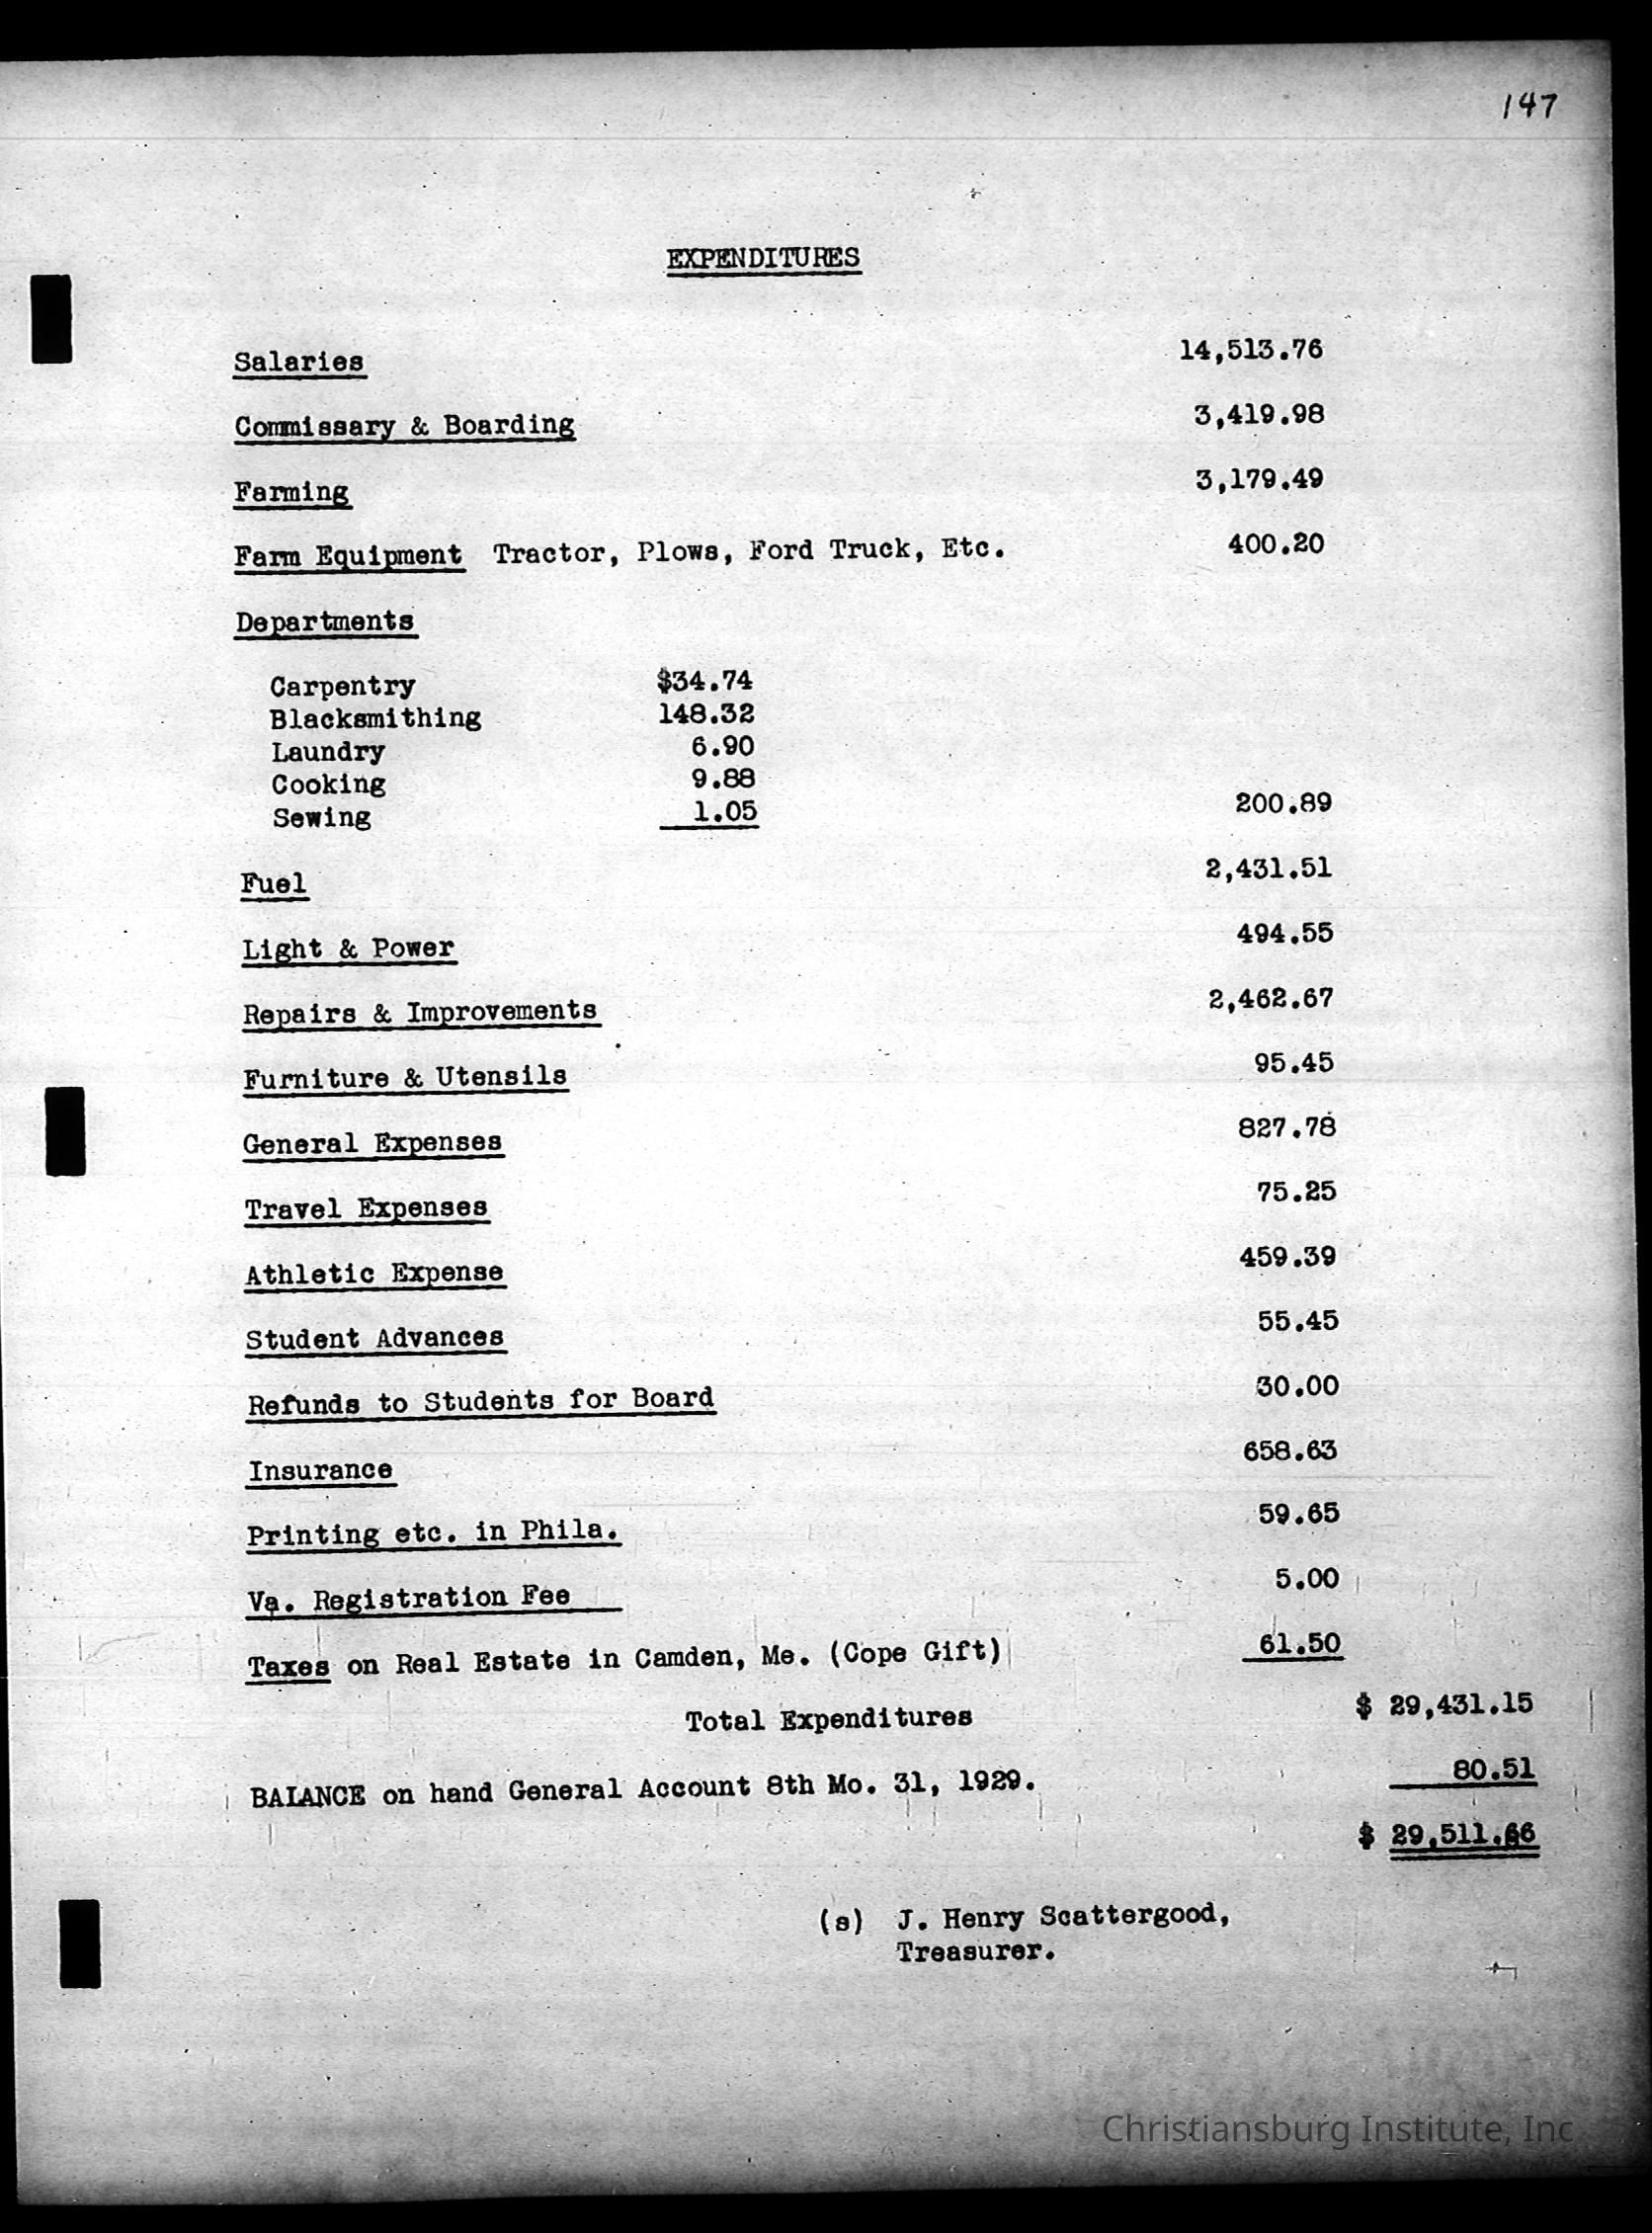 147
EXPENDITURES
Salaries 14,513.76
Commissary & Boarding 3,419.98
Farming 3,179.49
Farm Equipment Tractor, Plows, Ford Truck, Etc. 400.20
Departments
Carpentry $34.74
Blacksmithing 148.32
Laundry 6.90
Cooking 9.88
Sewing 1.05 200.89
Fuel 2,431.51
Light & Power 494.55
Repairs & Improvements 2,462.67
Furniture & Utensils 95.45
General Expenses 827.78
Travel Expenses 75.25
Athletic Expense 459.39
Student Advances 55.45
Refunds to Students for Board 30.00
Insurance 658.63
Printing etc. in Phila. 59.65
Va. Registration Fee 5.00
Taxes on Real Estate in Camden, Me. (Cope Gift) 61.50
Total Expenditures $ 29,431.15
BALANCE on hand General Account 8th Mo. 31, 1929. 80.51
$ 29,511.66
(s) J. Henry Scattergood,
Treasurer.
Christiansburg Institute, Inc